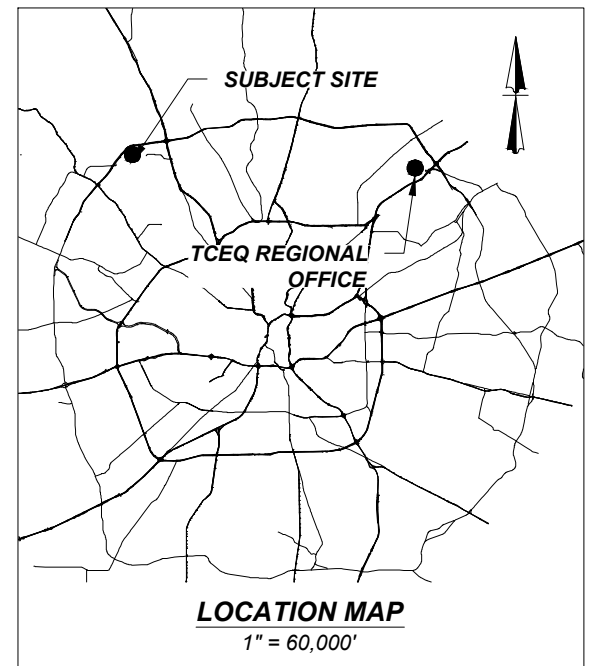 SUBJECT SITE
TCEQ REGIONAL
OFFICE
LOCATION MAP
1" = 60,000'